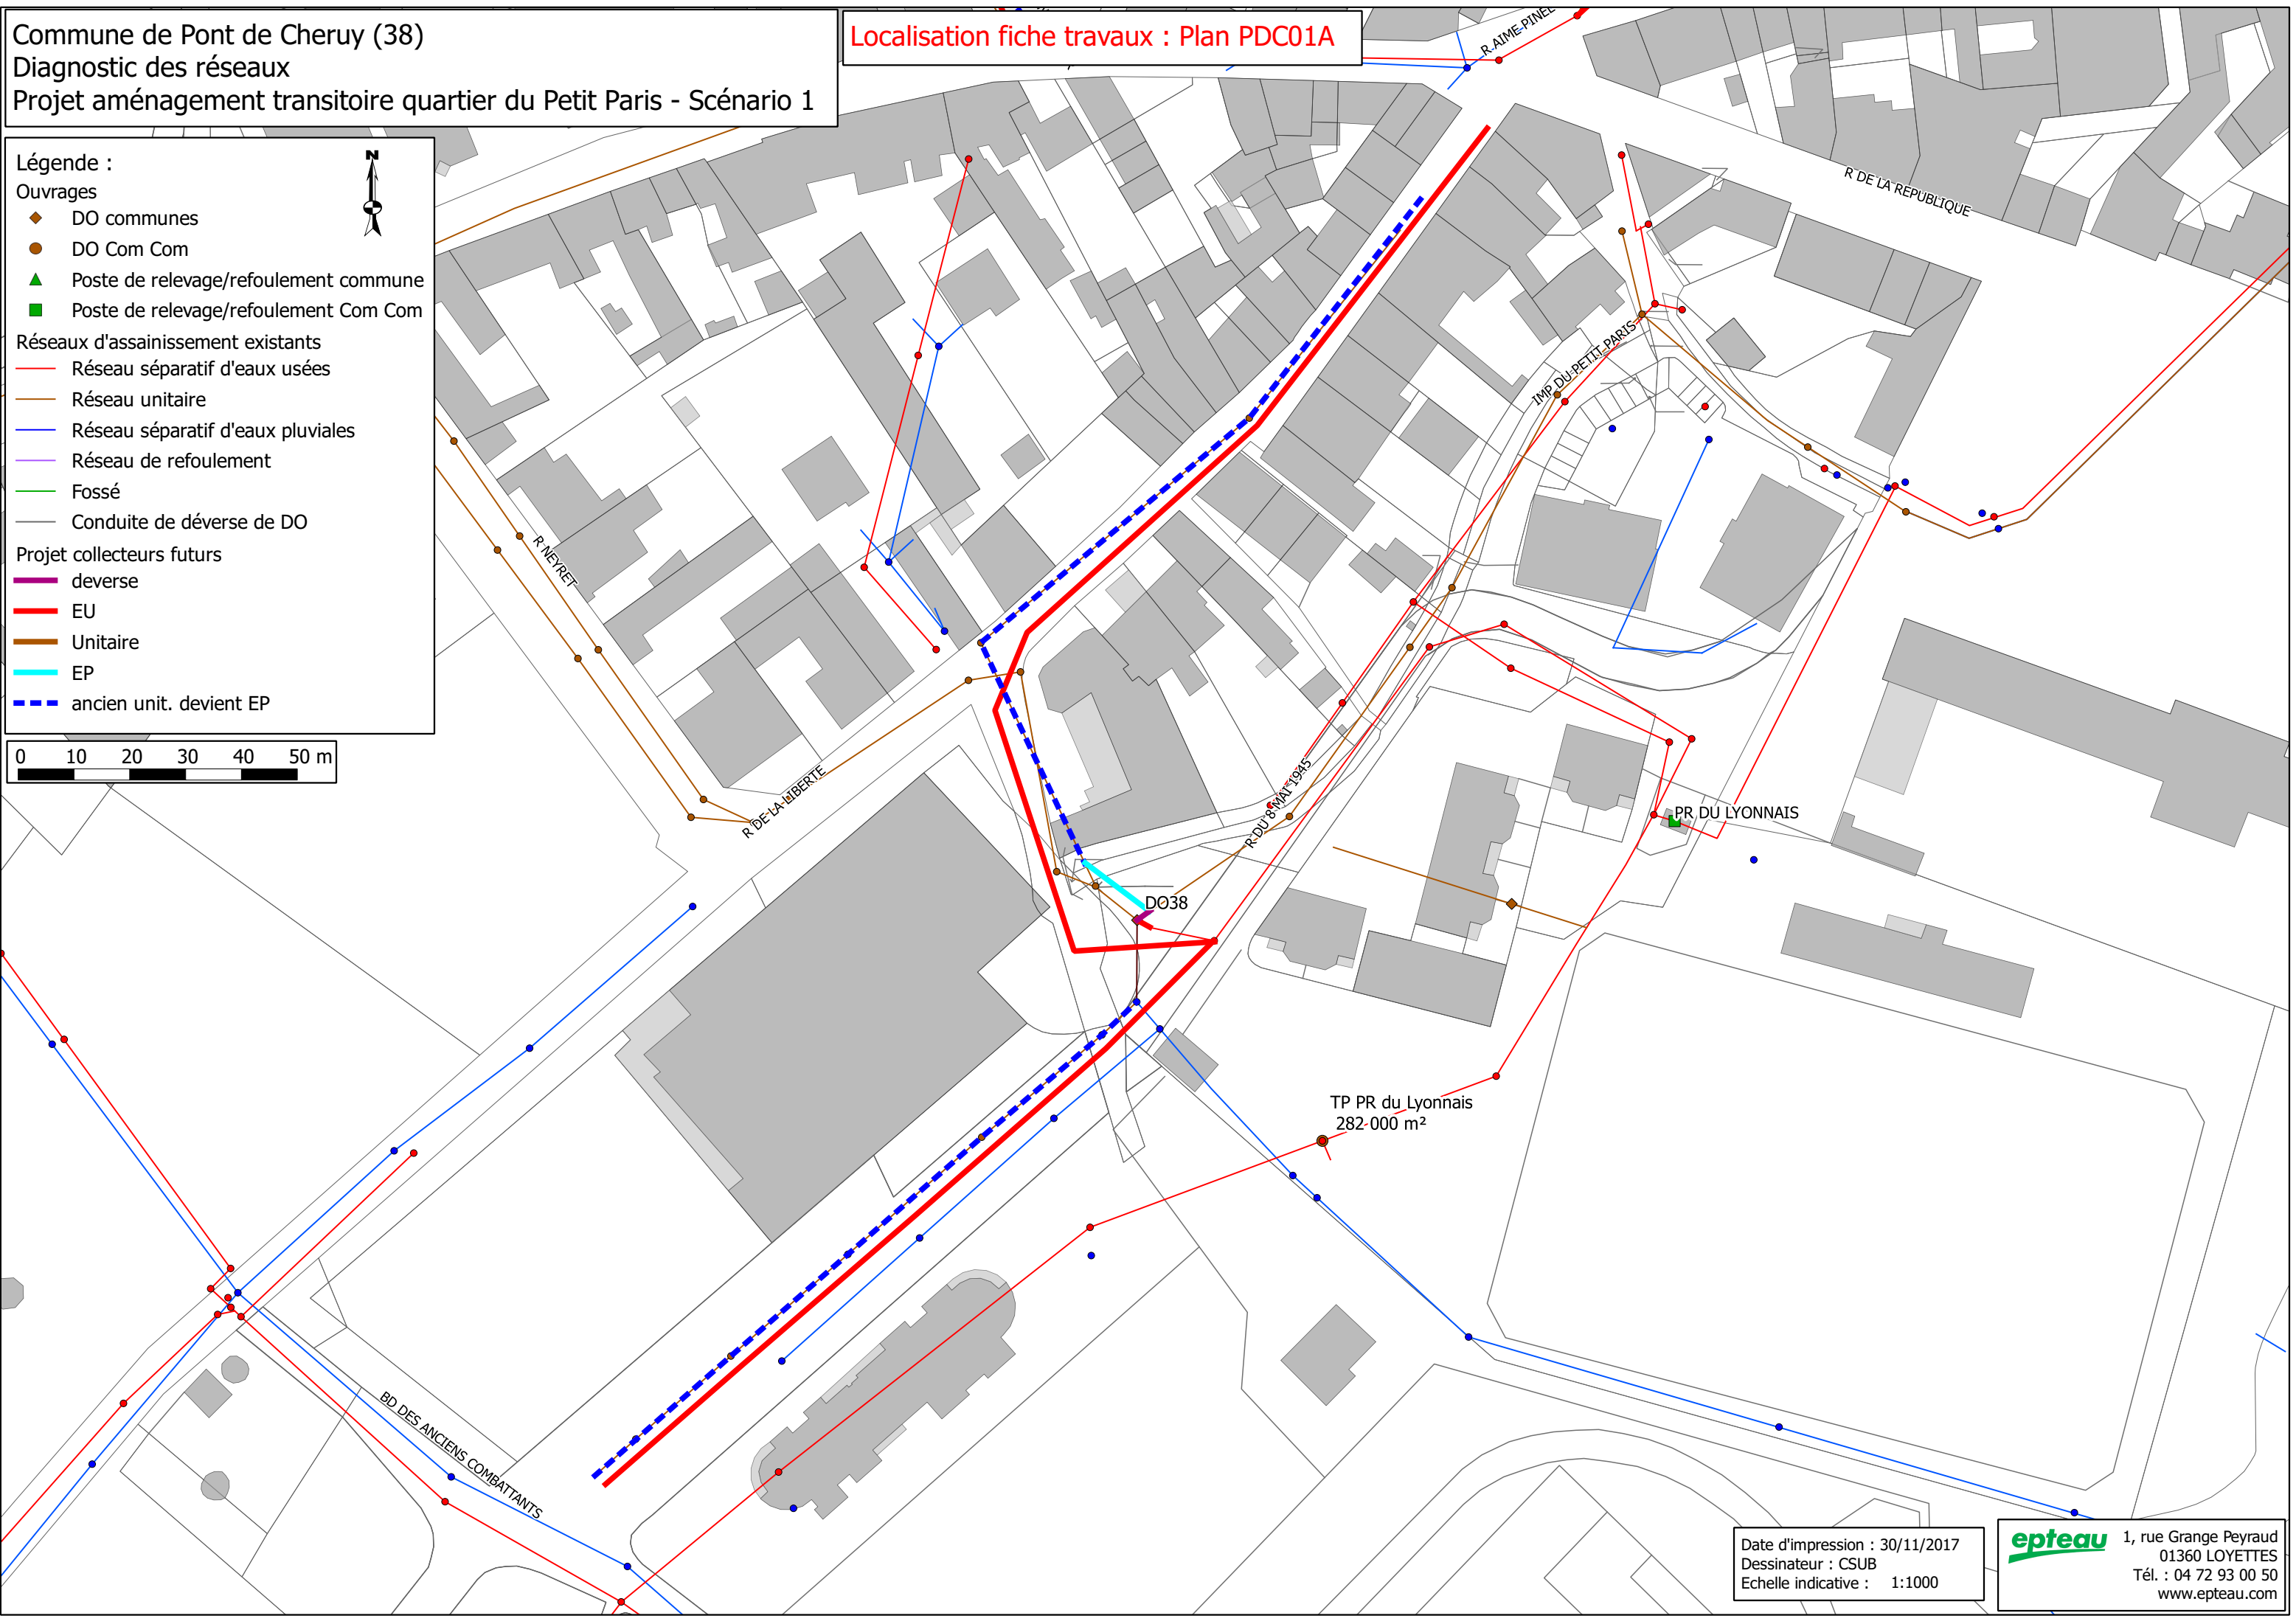 Commune de Pont de Cheruy (38)
Diagnostic des réseaux
Projet aménagement transitoire quartier du Petit Paris - Scénario 1
Localisation fiche travaux : Plan PDC01A
Légende :
N
Ouvrages
DO communes
DO Com Com
Poste de relevage/refoulement commune
Poste de relevage/refoulement Com Com
Réseaux d'assainissement existants
Réseau séparatif d'eaux usées
Réseau unitaire
Réseau séparatif d'eaux pluviales
Réseau de refoulement
Fossé
Conduite de déverse de DO
Projet collecteurs futurs
deverse
EU
Unitaire
EP
ancien unit. devient EP
0 10 20 30 40 50 m
R AIME PINEL
R DE LA REPUBLIQUE
IMP DU PETIT PARIS
R NEYRET
R DE LA LIBERTE
R DU 8 MAI 1945
PR DU LYONNAIS
DO38
TP PR du Lyonnais
282 000 m²
BD DES ANCIENS COMBATTANTS
Date d'impression : 30/11/2017
Dessinateur : CSUB
Echelle indicative : 1:1000
epteau
1, rue Grange Peyraud
01360 LOYETTES
Tél. : 04 72 93 00 50
www.epteau.com